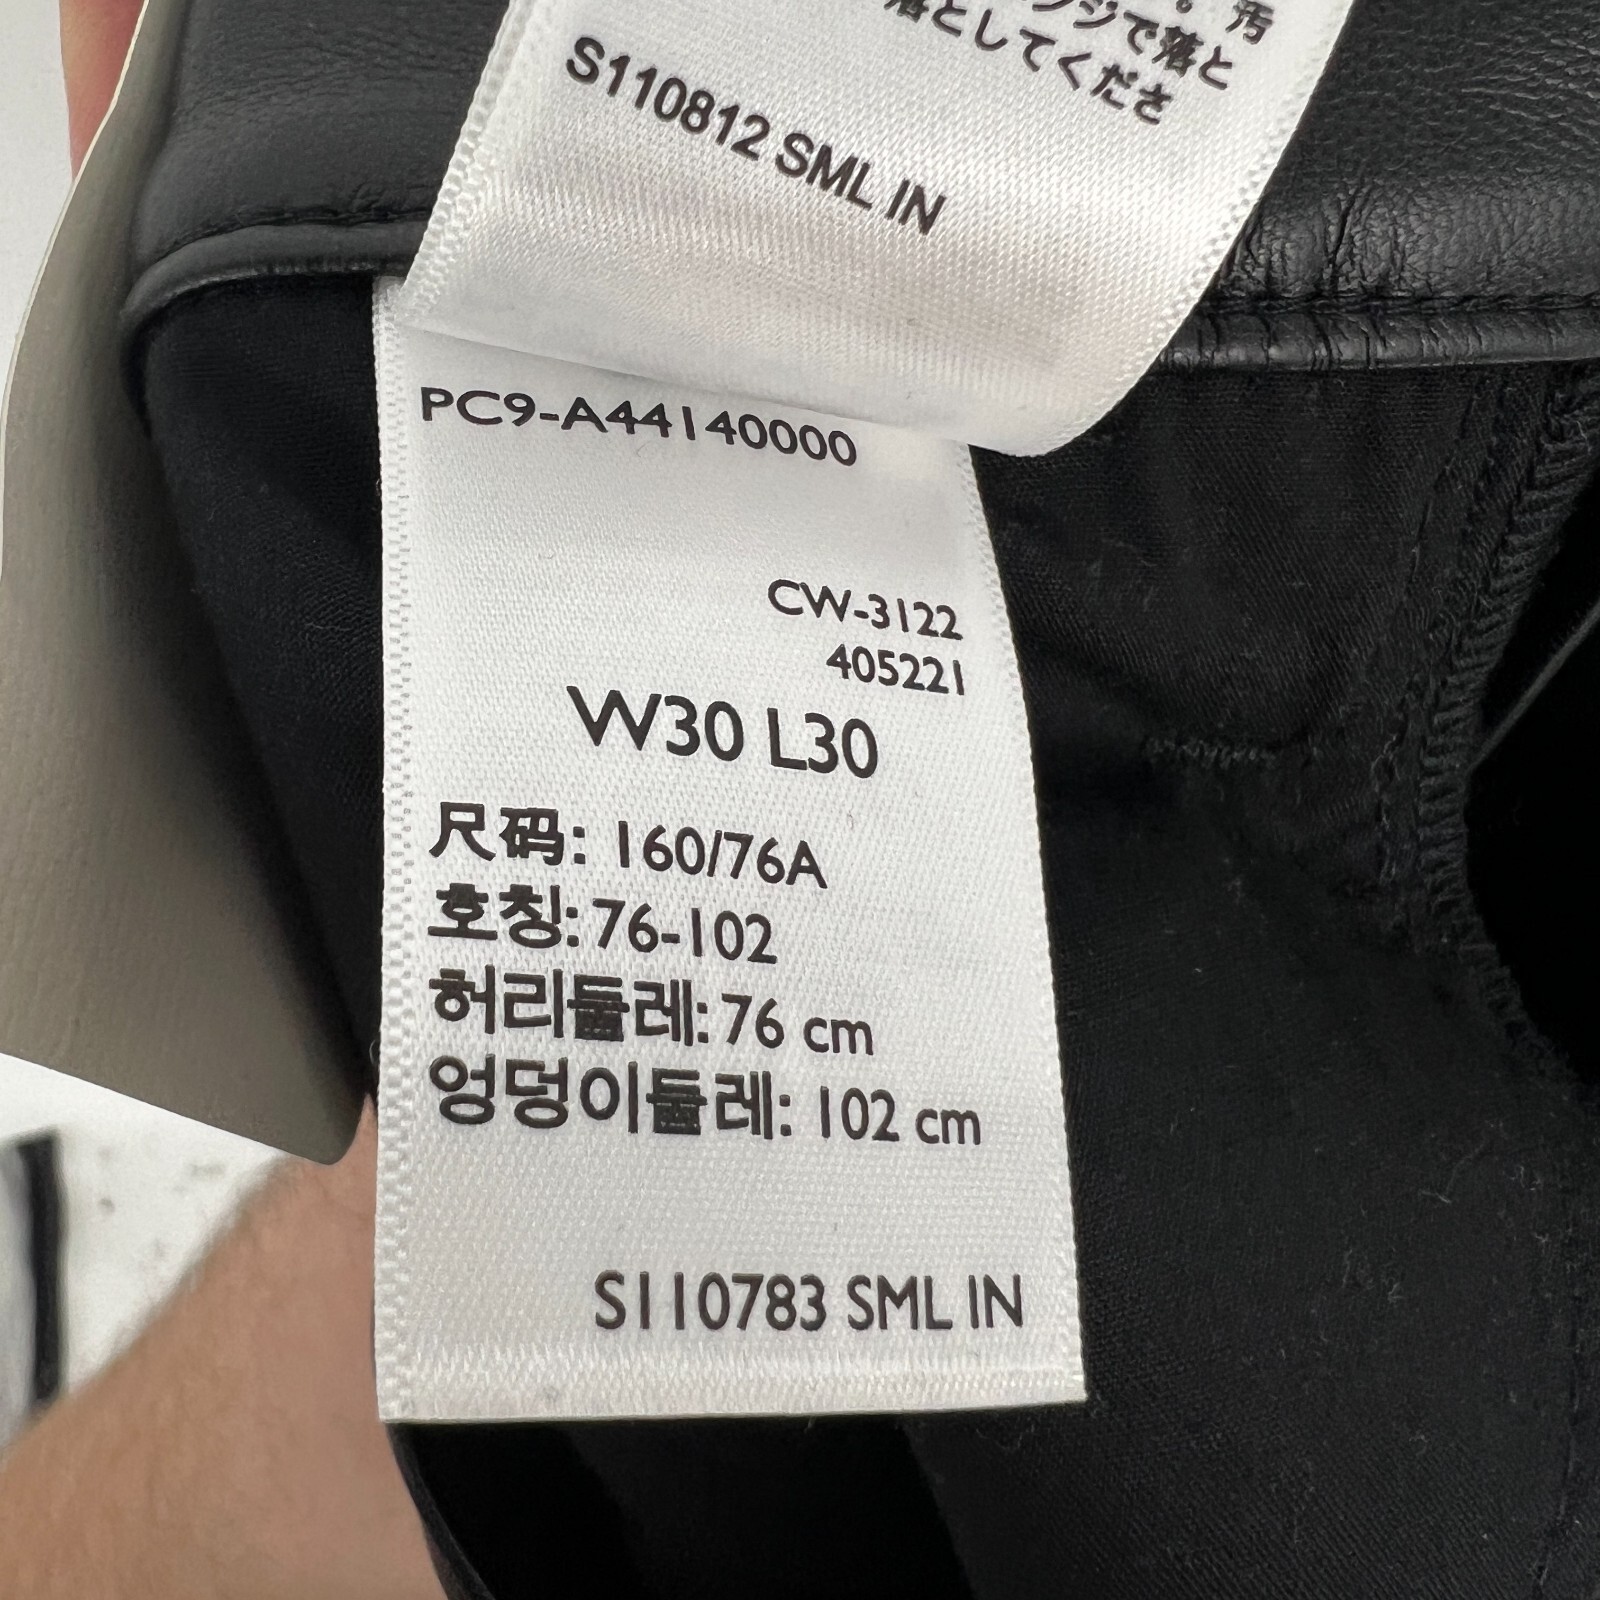 汚
ンジで落と
落としてくださ
S110812 SML IN
PC9-A44140000
CW-3122
405221
W30 L30
尺码: 160/76A
호칭: 76-102
허리둘레: 76 cm
엉덩이둘레: 102 cm
S110783 SML IN